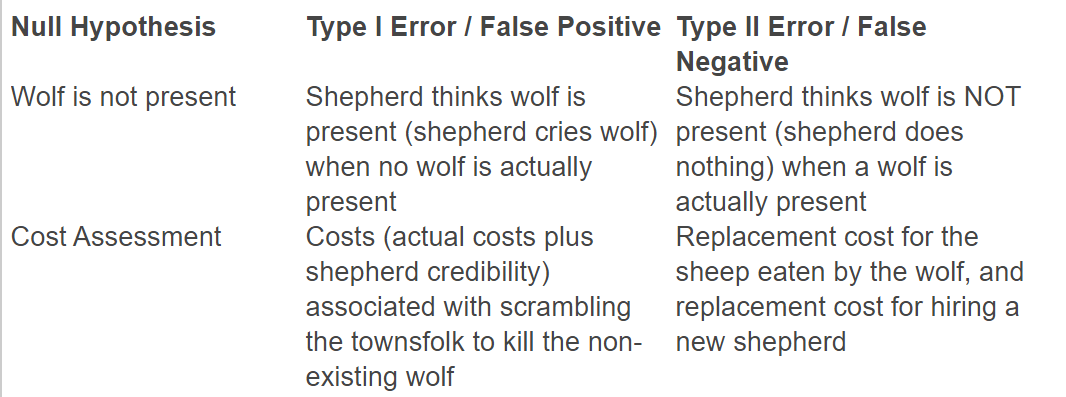 Null Hypothesis
Type I Error / False Positive
Type II Error / False
Negative
Wolf is not present
Shepherd thinks wolf is
present (shepherd cries wolf)
when no wolf is actually
present
Shepherd thinks wolf is NOT
present (shepherd does
nothing) when a wolf is
actually present
Cost Assessment
Costs (actual costs plus
shepherd credibility)
associated with scrambling
the townsfolk to kill the non-
existing wolf
Replacement cost for the
sheep eaten by the wolf, and
replacement cost for hiring a
new shepherd